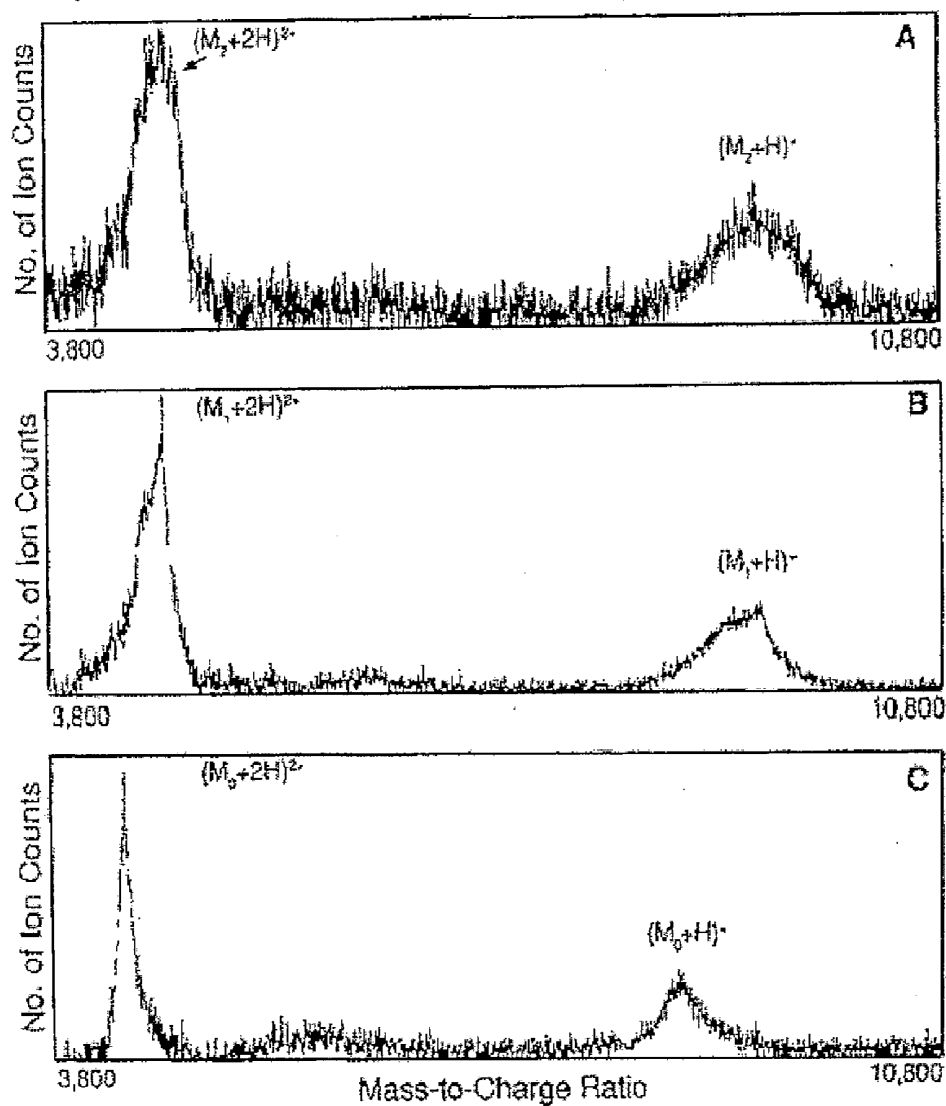 A
No. of Ion Counts
(M₂+2H)²⁺
(M₂+H)⁺
3,800
10,800
B
No. of Ion Counts
(M₁+2H)²⁺
(M₁+H)⁺
3,800
10,800
C
No. of Ion Counts
(M₀+2H)²⁺
(M₀+H)⁺
3,800
10,800
Mass-to-Charge Ratio